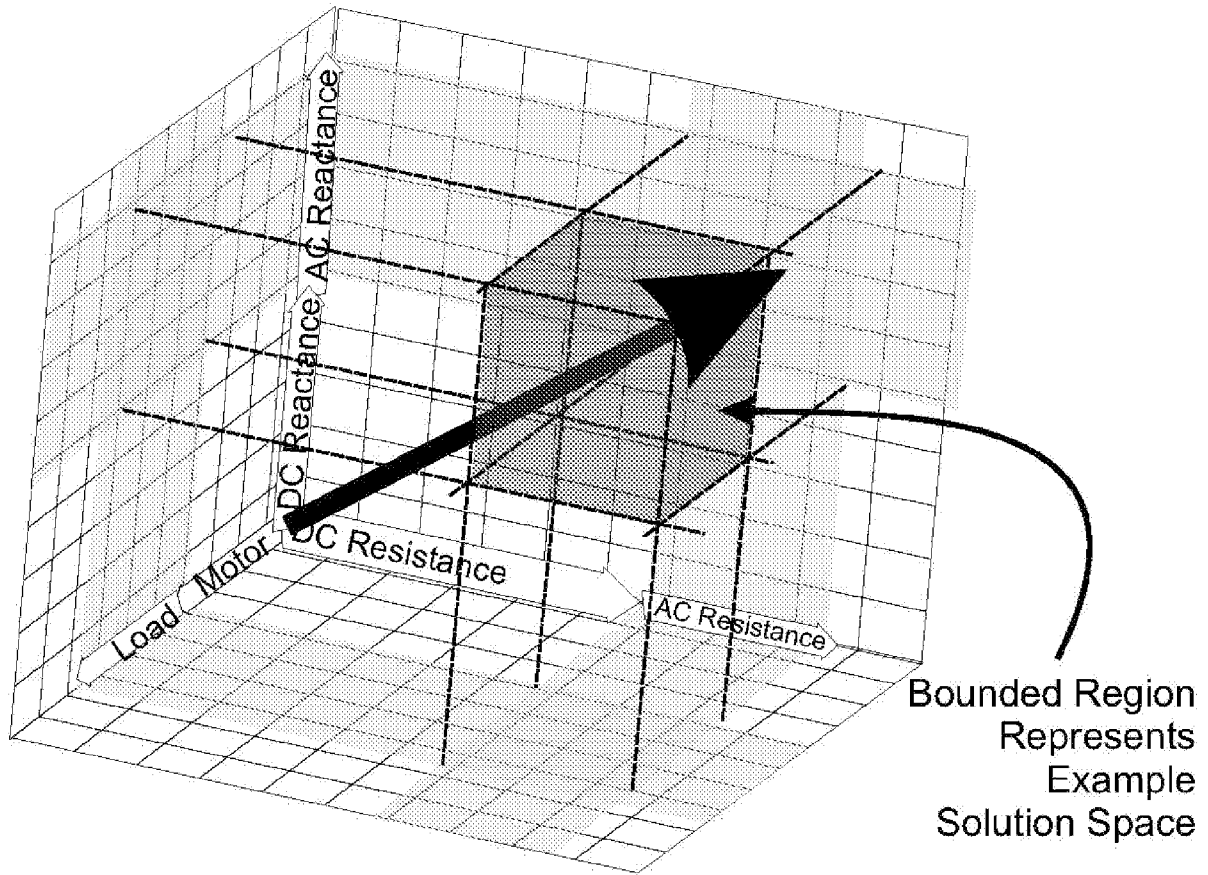 AC Reactance
DC Reactance
DC Resistance
AC Resistance
Motor
Load
Bounded Region
Represents
Example
Solution Space